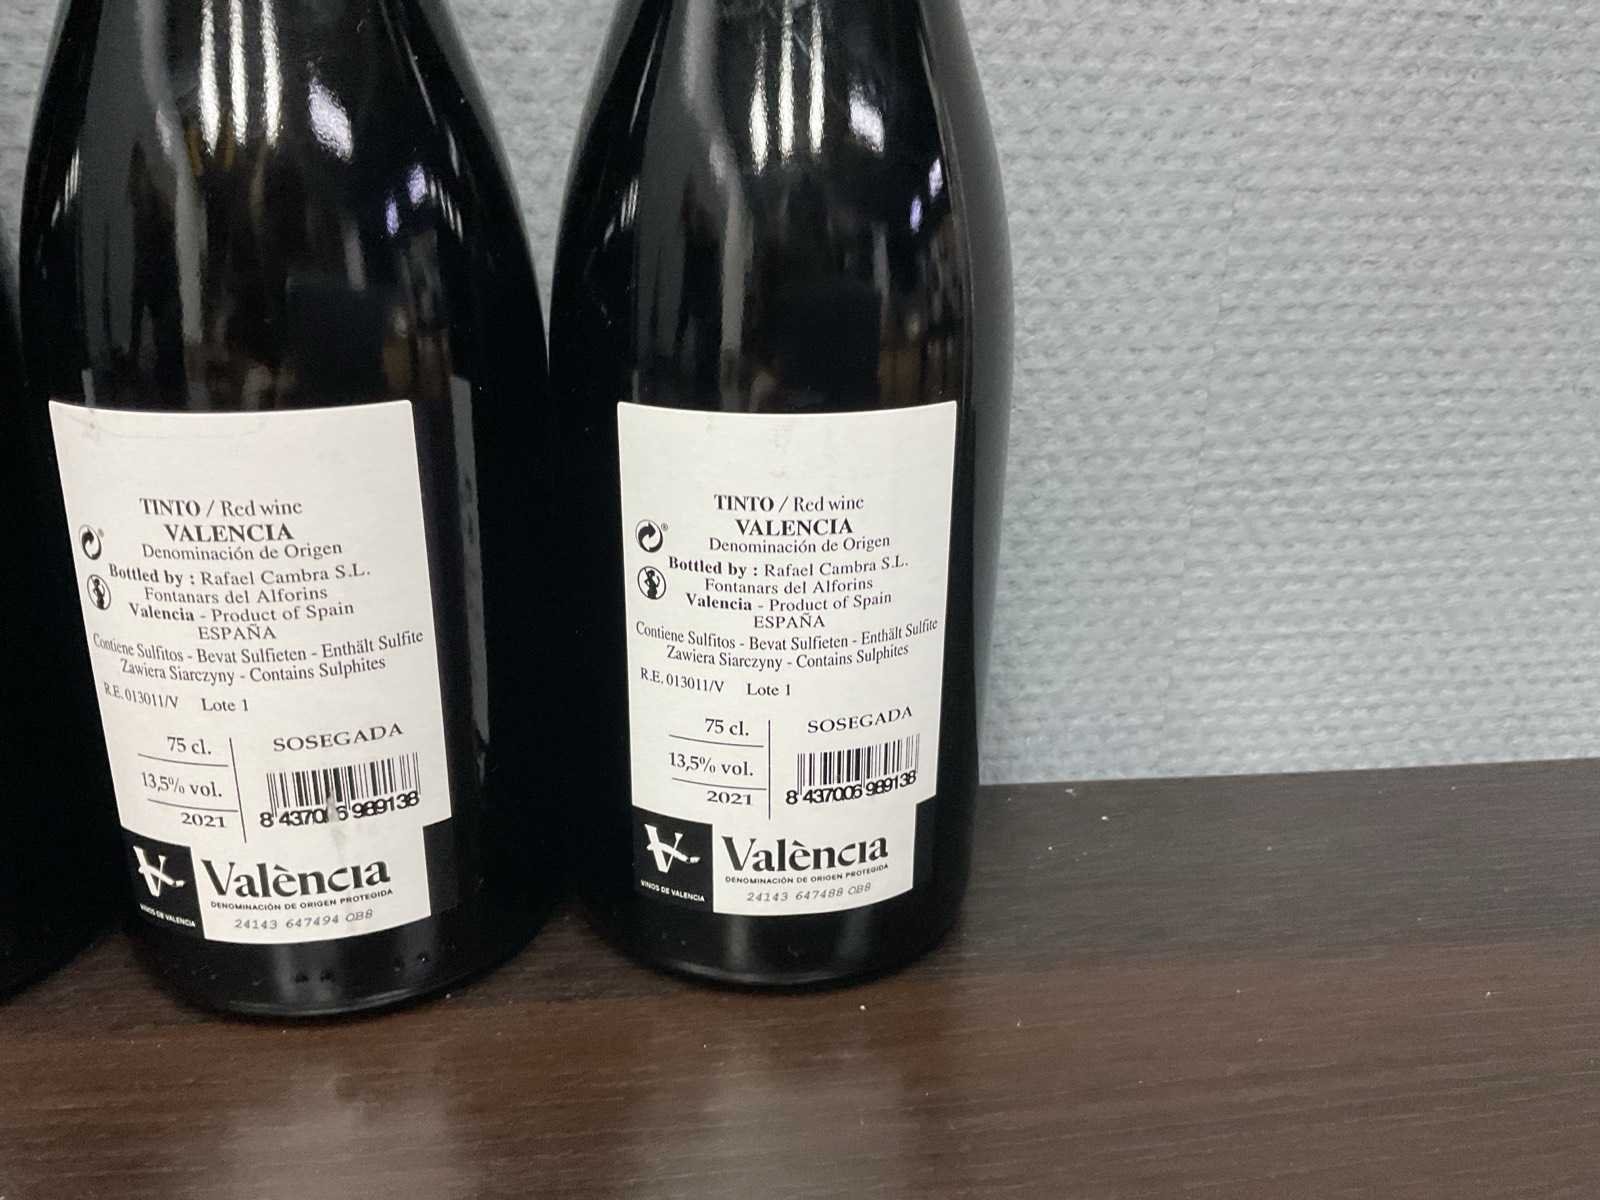 TINTO / Red wine
VALENCIA
Denominación de Origen
Bottled by : Rafael Cambra S.L.
Fontanars del Alforins
Valencia - Product of Spain
ESPAÑA
Contiene Sulfitos - Bevat Sulfieten - Enthält Sulfite
Zawiera Siarczyny - Contains Sulphites
R.E. 013011/V Lote 1
75 cl.
13,5% vol.
2021
SOSEGADA
8 437006 989138
VINOS DE VALENCIA
València
DENOMINACIÓN DE ORIGEN PROTEGIDA
24143 647494 OB8
TINTO / Red wine
VALENCIA
Denominación de Origen
Bottled by : Rafael Cambra S.L.
Fontanars del Alforins
Valencia - Product of Spain
ESPAÑA
Contiene Sulfitos - Bevat Sulfieten - Enthält Sulfite
Zawiera Siarczyny - Contains Sulphites
R.E. 013011/V Lote 1
75 cl.
13,5% vol.
2021
SOSEGADA
8 437006 989138
VINOS DE VALENCIA
València
DENOMINACIÓN DE ORIGEN PROTEGIDA
24143 647488 OB8